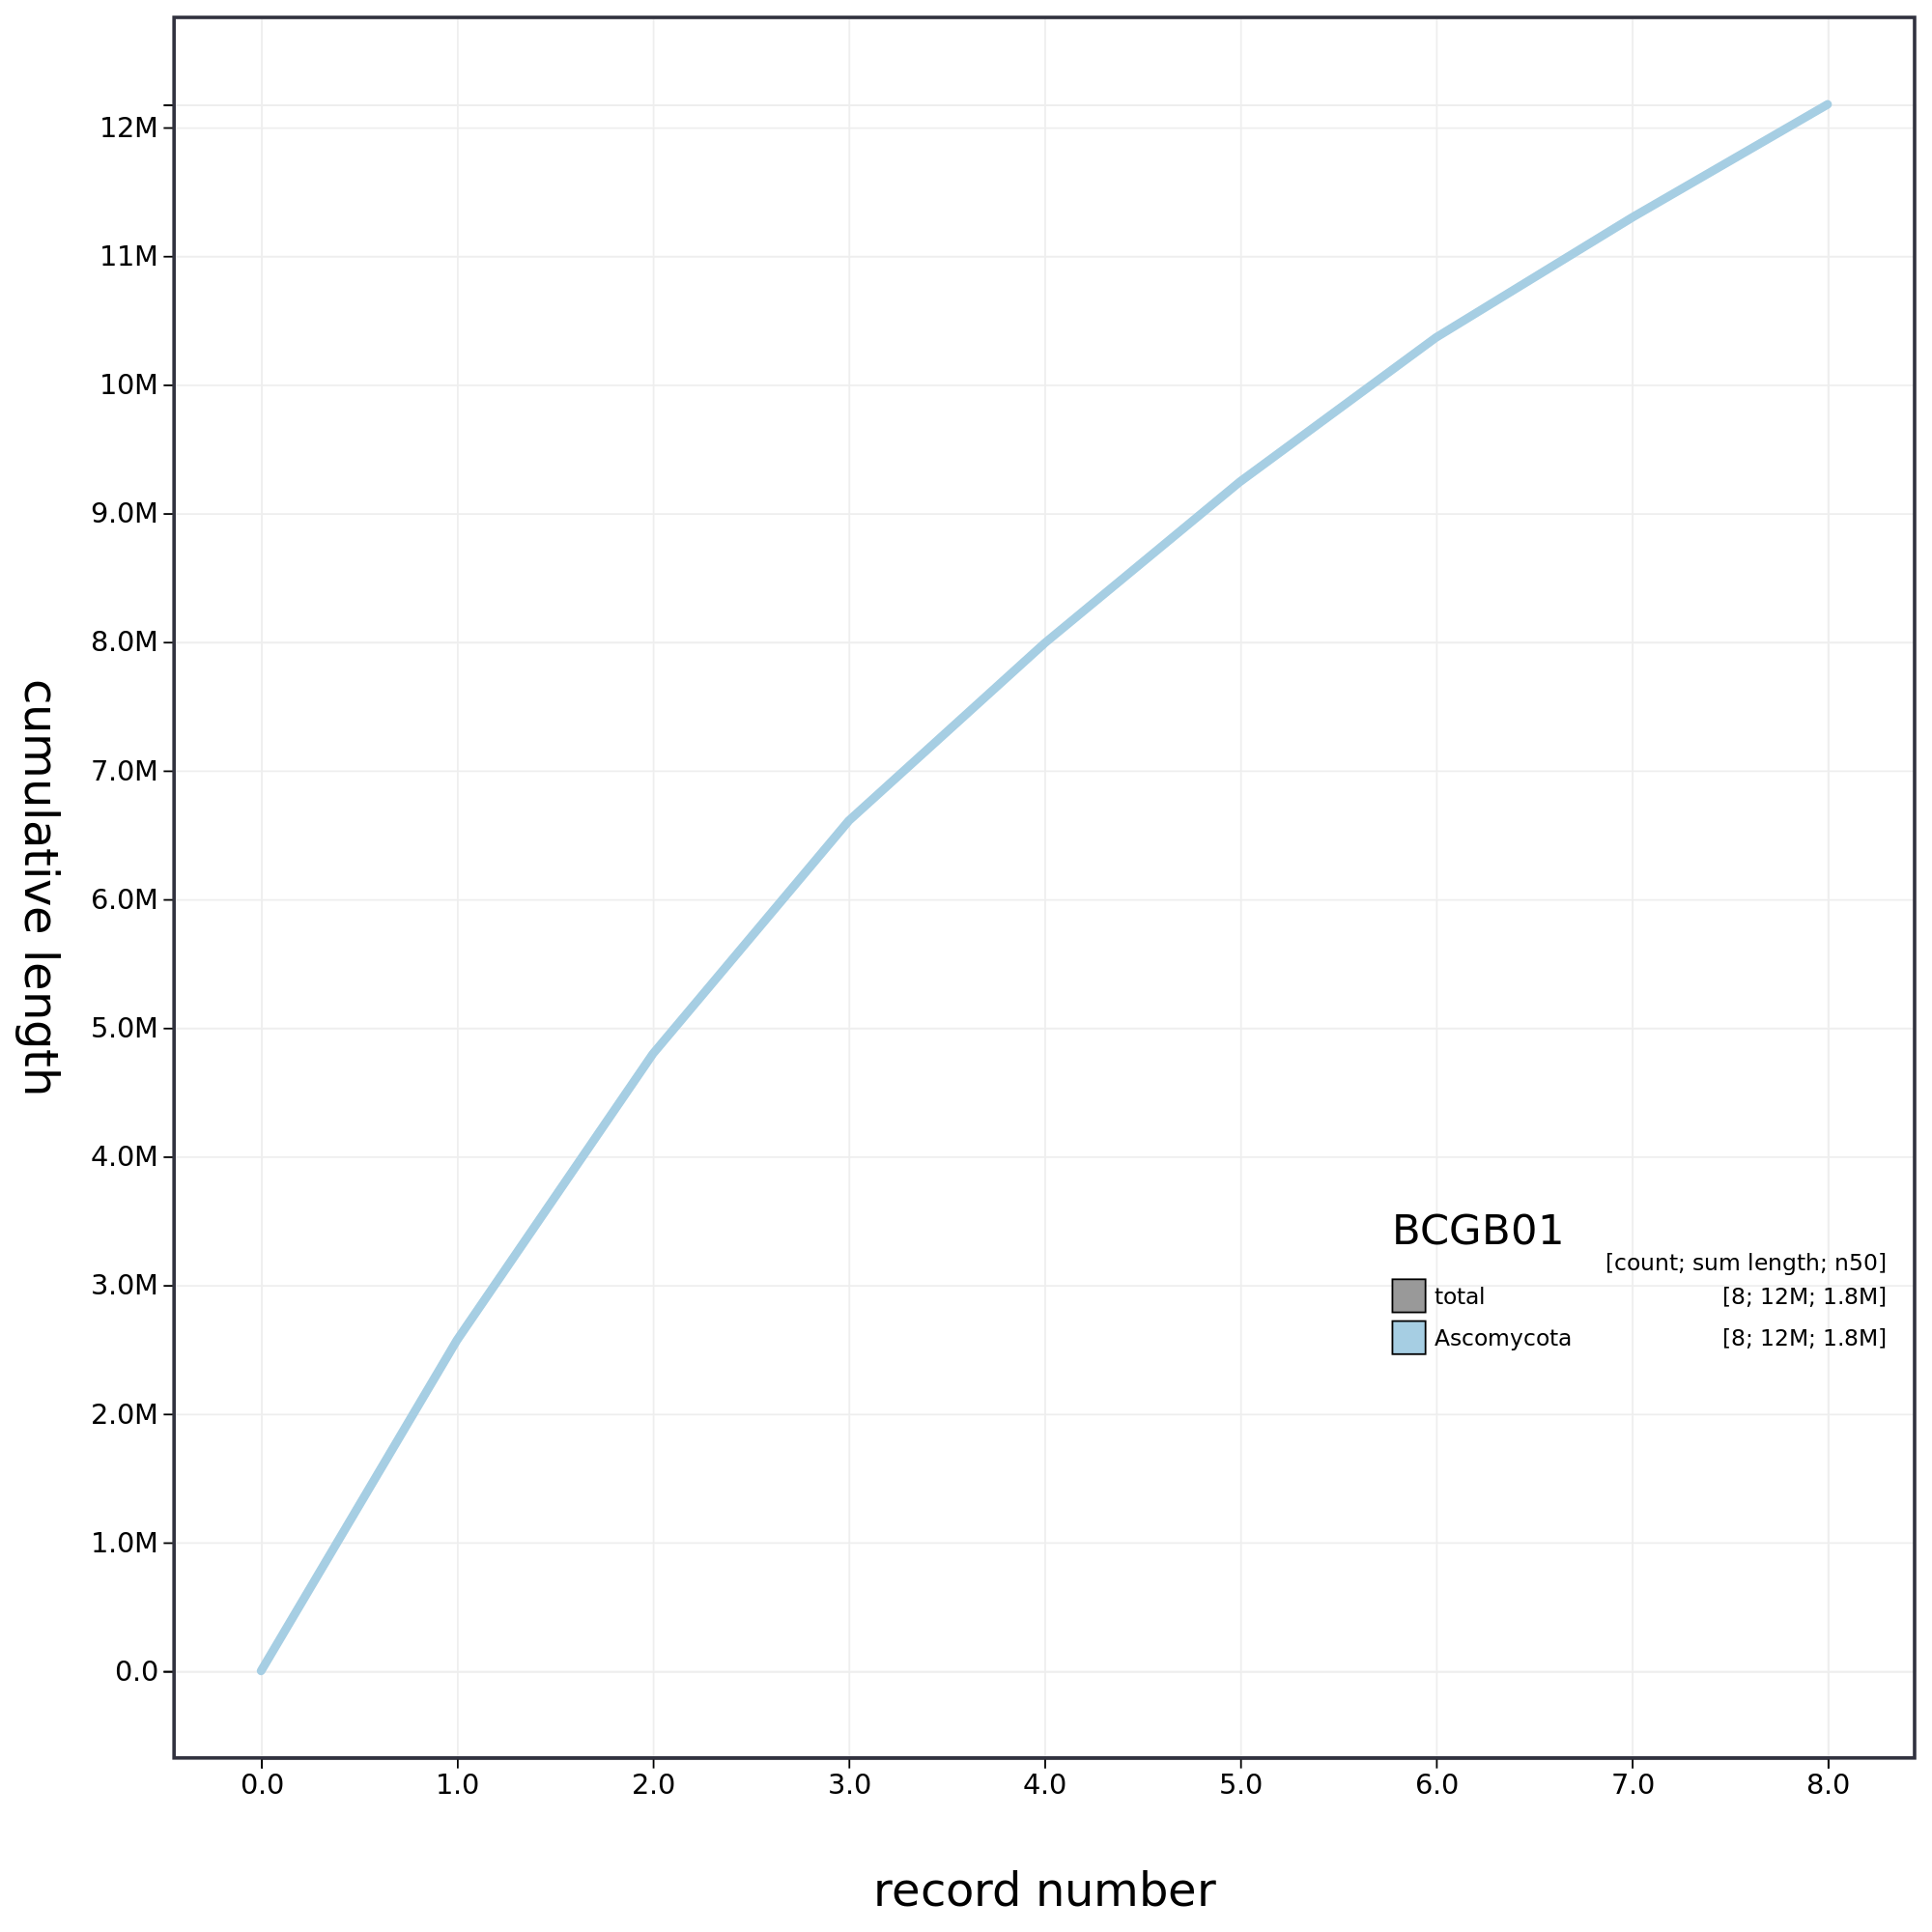 12M
11M
10M
9.0M
8.0M
7.0M
6.0M
5.0M
4.0M
3.0M
2.0M
1.0M
0.0
cumulative length
BCGB01
[count; sum length; n50]
total [8; 12M; 1.8M]
Ascomycota [8; 12M; 1.8M]
0.0 1.0 2.0 3.0 4.0 5.0 6.0 7.0 8.0
record number